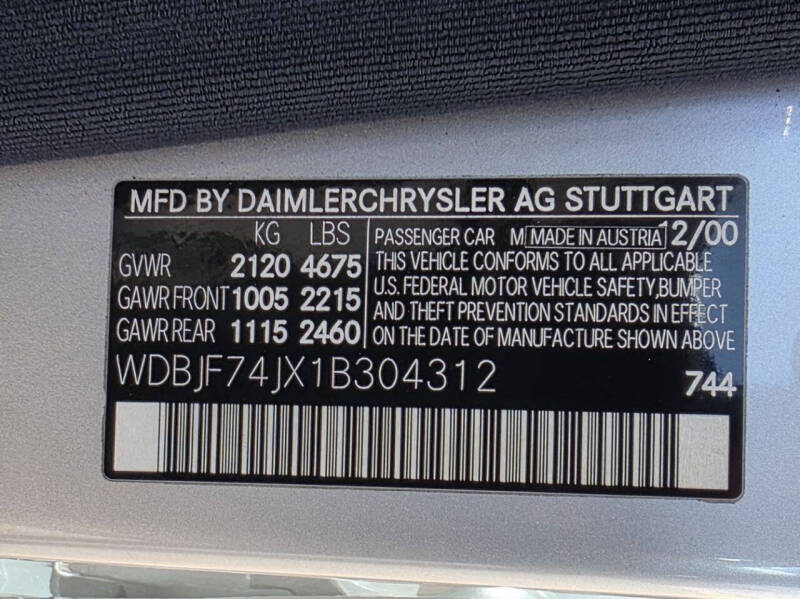 MFD BY DAIMLERCHRYSLER AG STUTTGART
KG LBS
GVWR 2120 4675
GAWR FRONT 1005 2215
GAWR REAR 1115 2460
PASSENGER CAR M MADE IN AUSTRIA 12/00
THIS VEHICLE CONFORMS TO ALL APPLICABLE
U.S. FEDERAL MOTOR VEHICLE SAFETY, BUMPER
AND THEFT PREVENTION STANDARDS IN EFFECT
ON THE DATE OF MANUFACTURE SHOWN ABOVE
WDBJF74JX1B304312 744